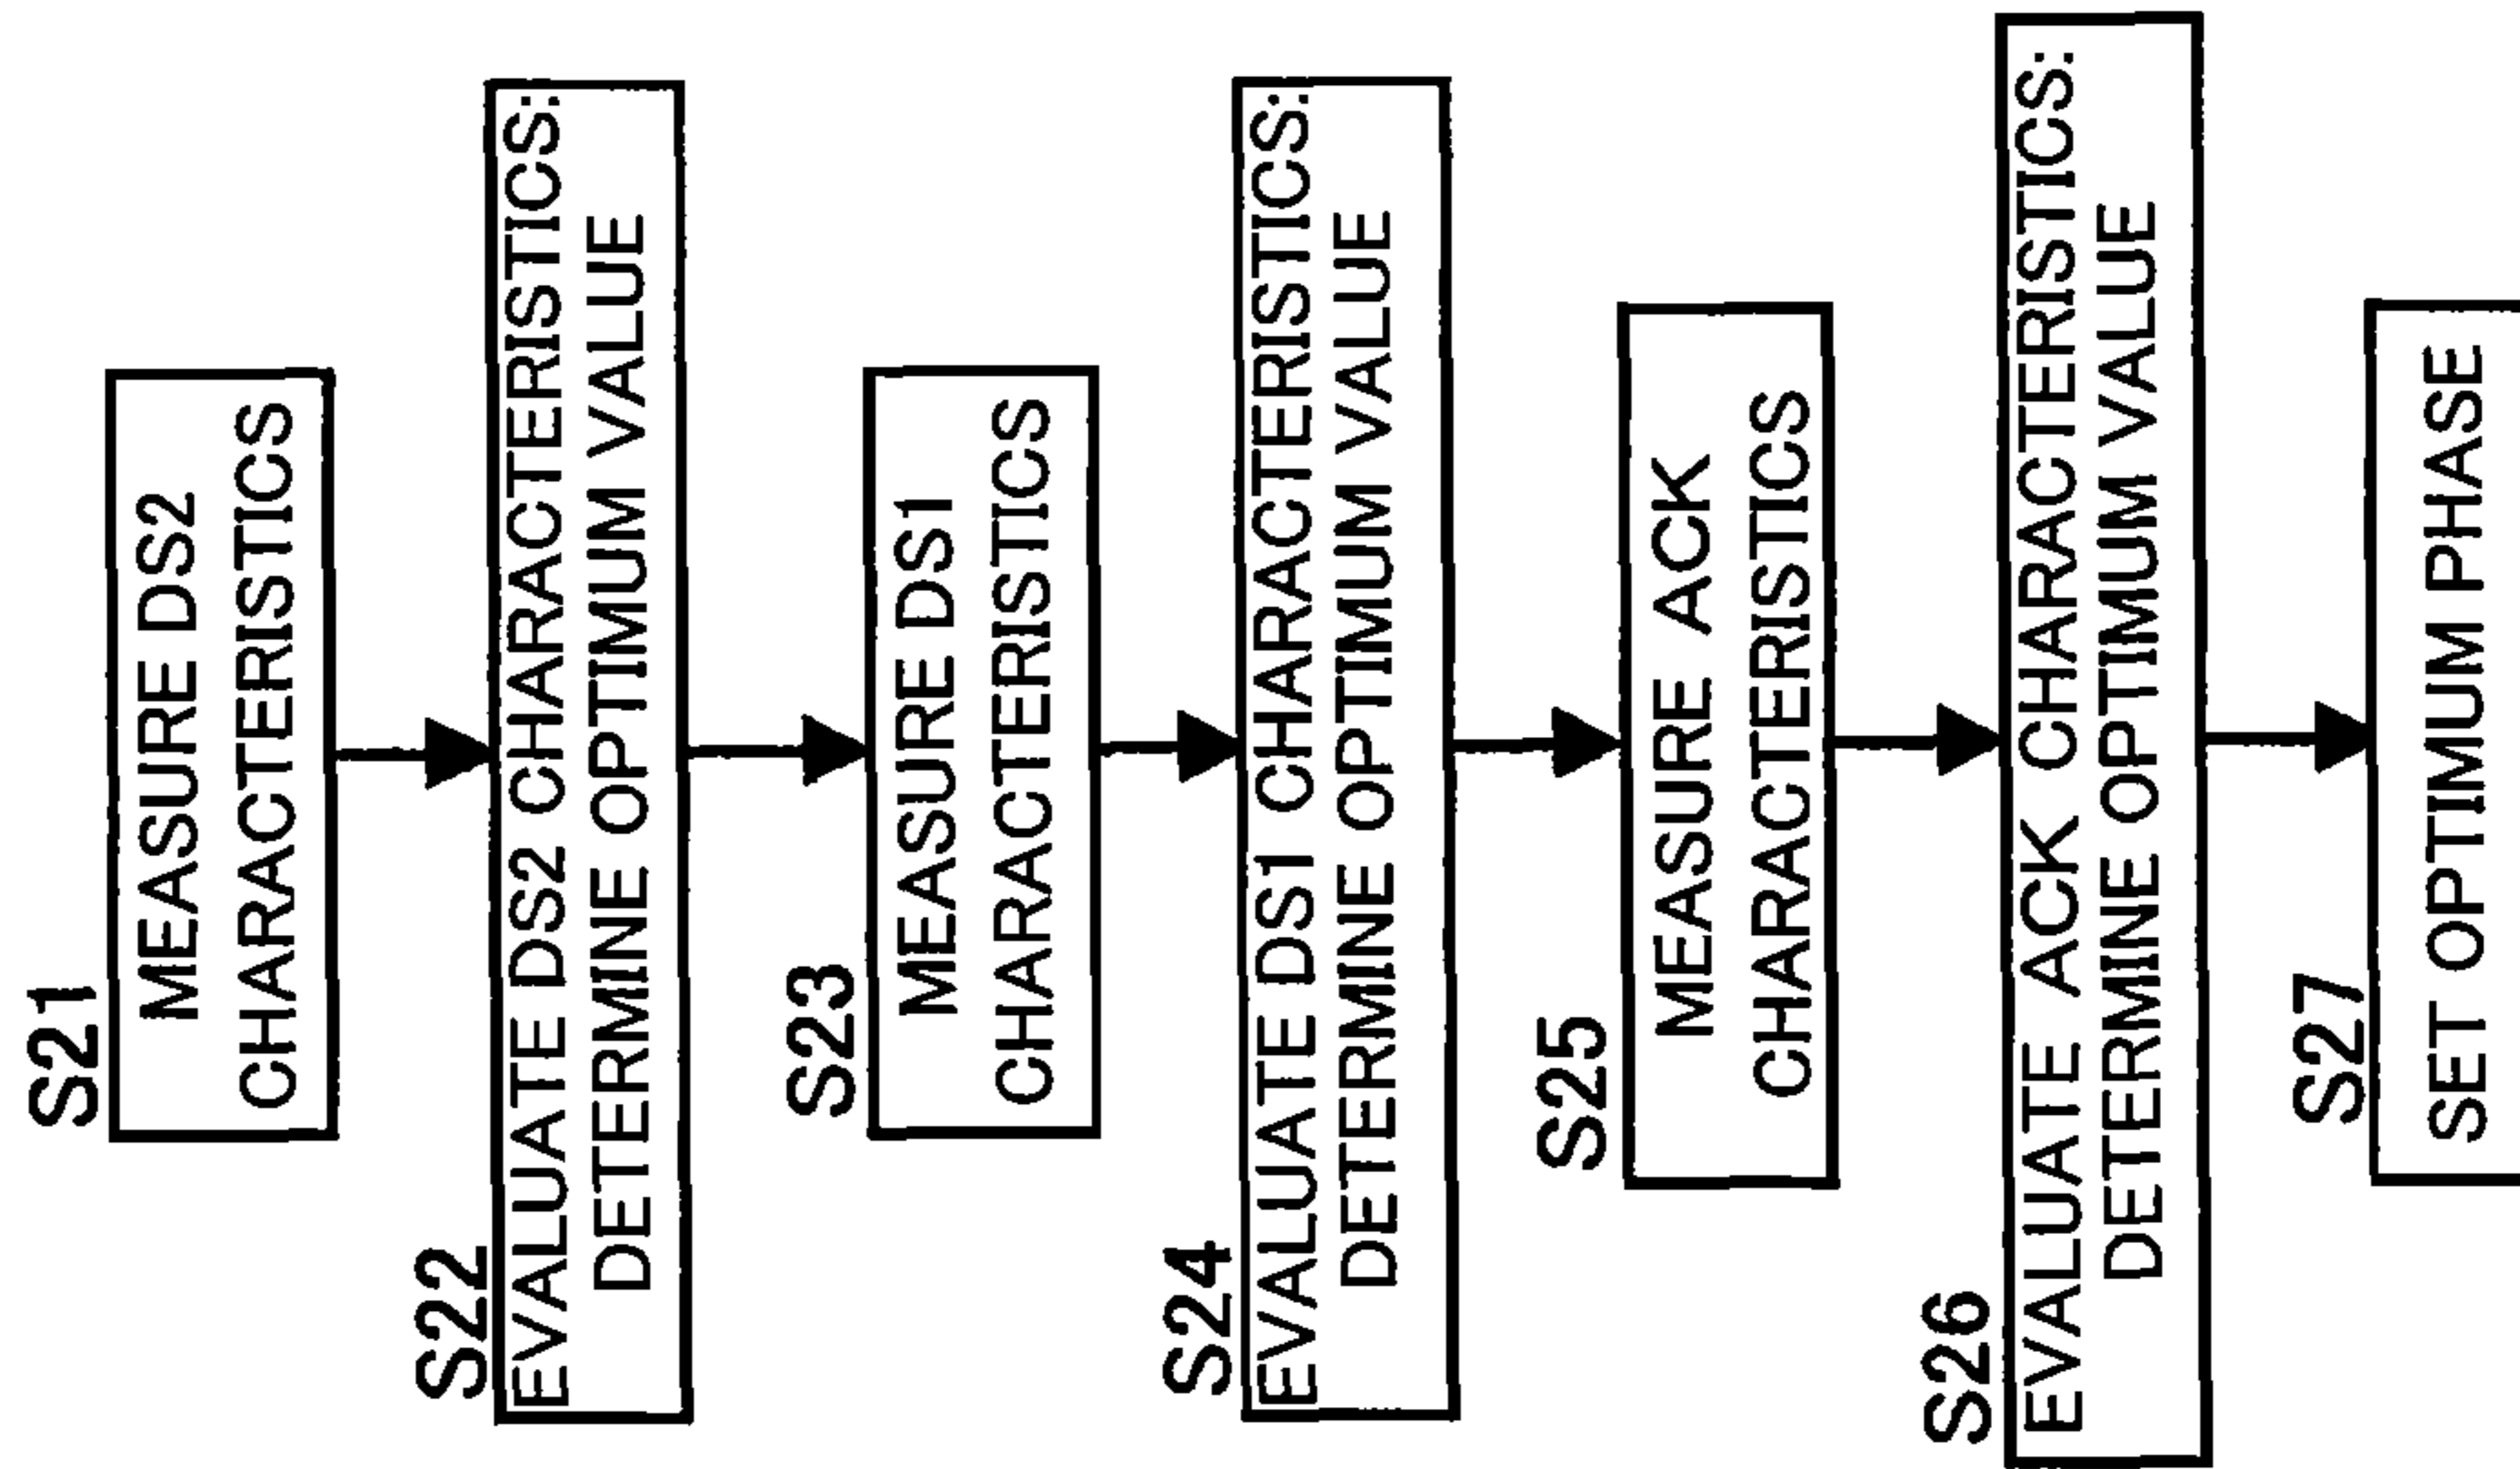 S21
MEASURE DS2
CHARACTERISTICS
S22
EVALUATE DS2 CHARACTERISTICS:
DETERMINE OPTIMUM VALUE
S23
MEASURE DS1
CHARACTERISTICS
S24
EVALUATE DS1 CHARACTERISTICS:
DETERMINE OPTIMUM VALUE
S25
MEASURE ACK
CHARACTERISTICS
S26
EVALUATE ACK CHARACTERISTICS:
DETERMINE OPTIMUM VALUE
S27
SET OPTIMUM PHASE